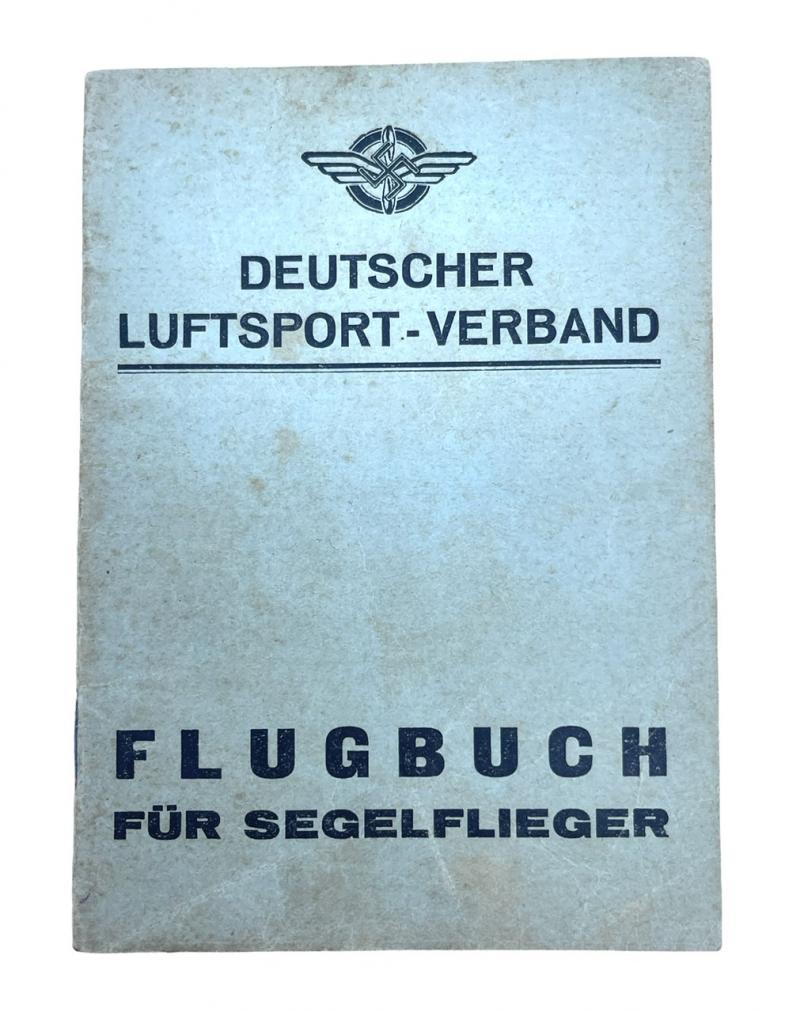 DEUTSCHER
LUFTSPORT-VERBAND
FLUGBUCH
FÜR SEGELFLIEGER